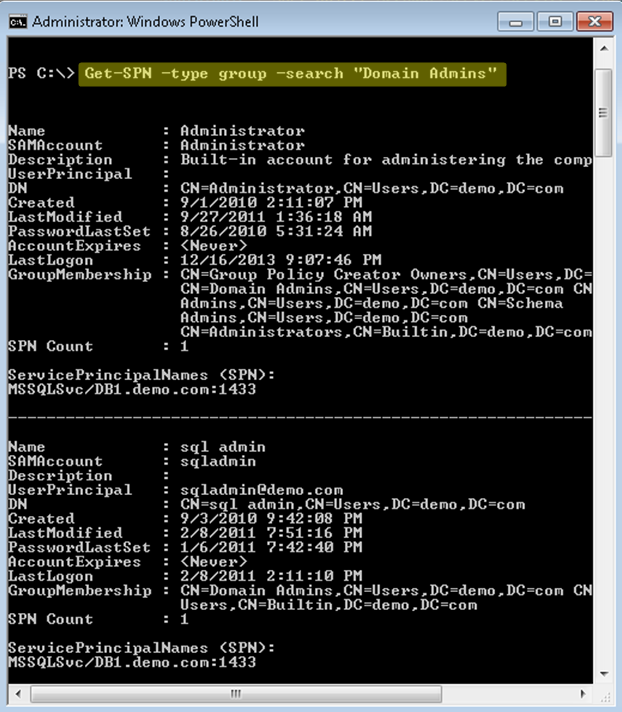 Administrator: Windows PowerShell
PS C:\> Get-SPN -type group -search "Domain Admins"
Name : Administrator
SAMAccount : Administrator
Description : Built-in account for administering the comp
UserPrincipal :
DN : CN=Administrator,CN=Users,DC=demo,DC=com
Created : 9/1/2010 2:11:07 PM
LastModified : 9/27/2011 1:36:18 AM
PasswordLastSet : 8/26/2010 5:31:24 AM
AccountExpires : <Never>
LastLogon : 12/16/2013 9:07:46 PM
GroupMembership : CN=Group Policy Creator Owners,CN=Users,DC=
CN=Domain Admins,CN=Users,DC=demo,DC=com CN
Admins,CN=Users,DC=demo,DC=com CN=Schema
Admins,CN=Users,DC=demo,DC=com
CN=Administrators,CN=Builtin,DC=demo,DC=com
SPN Count : 1
ServicePrincipalNames (SPN):
MSSQLSvc/DB1.demo.com:1433
------------------------------------------------------------
Name : sql admin
SAMAccount : sqladmin
Description :
UserPrincipal : sqladmin@demo.com
DN : CN=sql admin,CN=Users,DC=demo,DC=com
Created : 9/3/2010 9:42:08 PM
LastModified : 2/8/2011 7:51:16 PM
PasswordLastSet : 1/6/2011 7:42:40 PM
AccountExpires : <Never>
LastLogon : 2/8/2011 2:11:10 PM
GroupMembership : CN=Domain Admins,CN=Users,DC=demo,DC=com CN
Users,CN=Builtin,DC=demo,DC=com
SPN Count : 1
ServicePrincipalNames (SPN):
MSSQLSvc/DB1.demo.com:1433